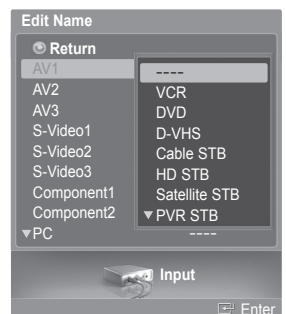 Edit Name
Return
AV1
AV2
AV3
S-Video1
S-Video2
S-Video3
Component1
Component2
▼PC
----
VCR
DVD
D-VHS
Cable STB
HD STB
Satellite STB
▼PVR STB
----
Input
Enter